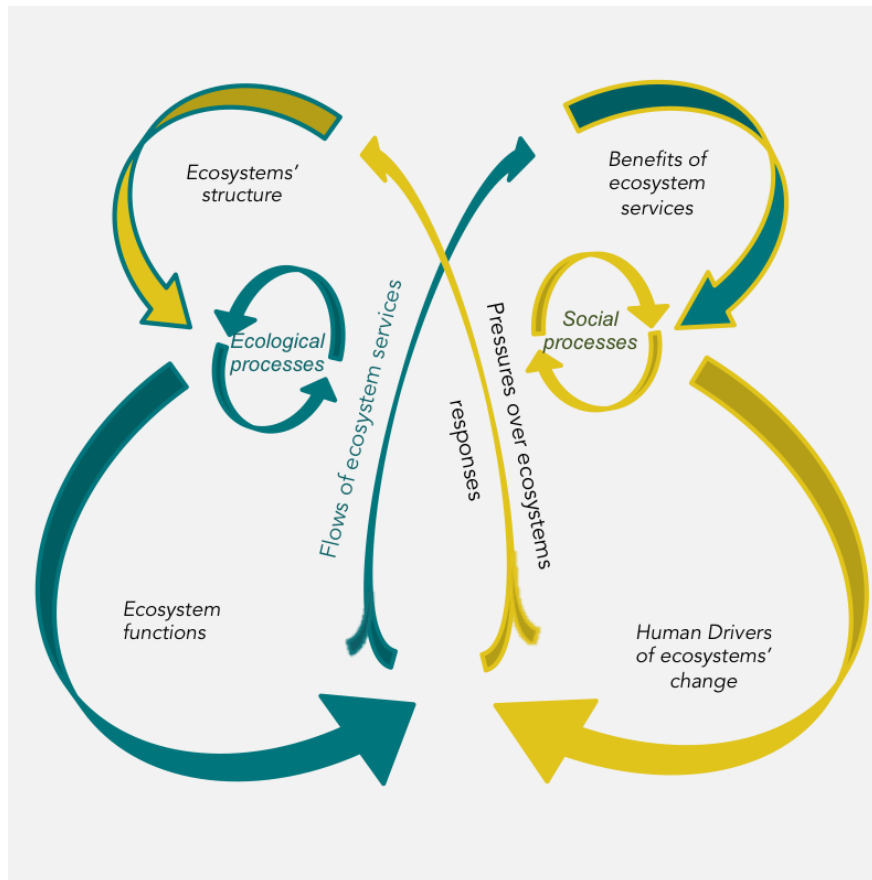 Ecosystems'
structure
Benefits of
ecosystem
services
Ecological
processes
Social
processes
Flows of ecosystem services
Pressures over ecosystems
responses
Ecosystem
functions
Human Drivers
of ecosystems'
change